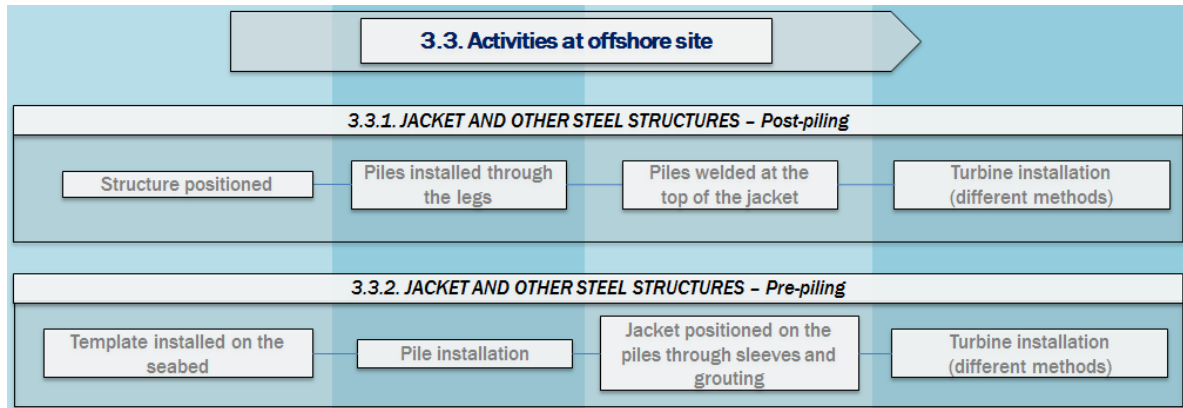 3.3. Activities at offshore site
3.3.1. JACKET AND OTHER STEEL STRUCTURES – Post-piling
Structure positioned
Piles installed through
the legs
Piles welded at the
top of the jacket
Turbine installation
(different methods)
3.3.2. JACKET AND OTHER STEEL STRUCTURES – Pre-piling
Template installed on the
seabed
Pile installation
Jacket positioned on the
piles through sleeves and
grouting
Turbine installation
(different methods)